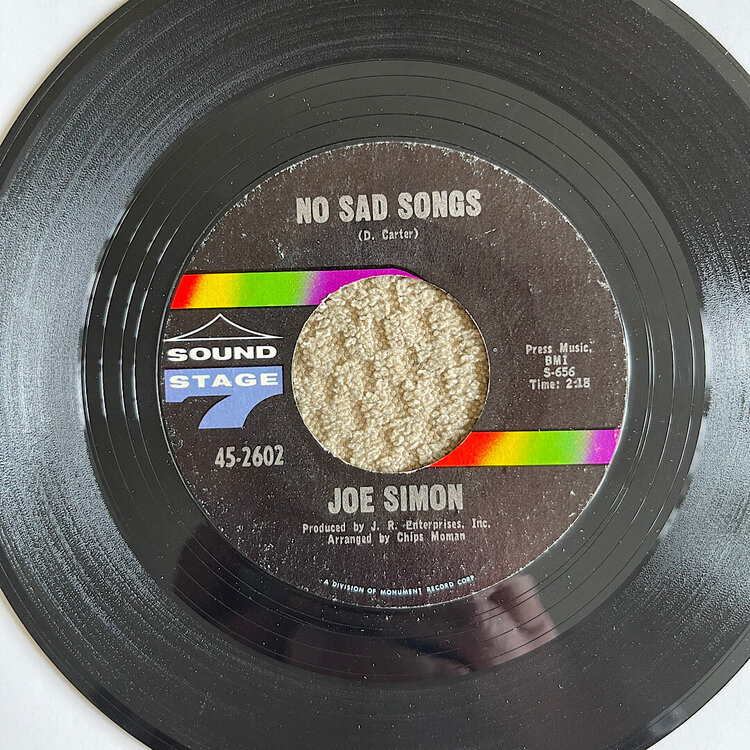 NO SAD SONGS
(D. Carter)
SOUND
STAGE
7
Press Music.
BMI
S-656
Time: 2:18
45-2602
JOE SIMON
Produced by J. R. Enterprises, Inc.
Arranged by Chips Moman
A DIVISION OF MONUMENT RECORD CORP.